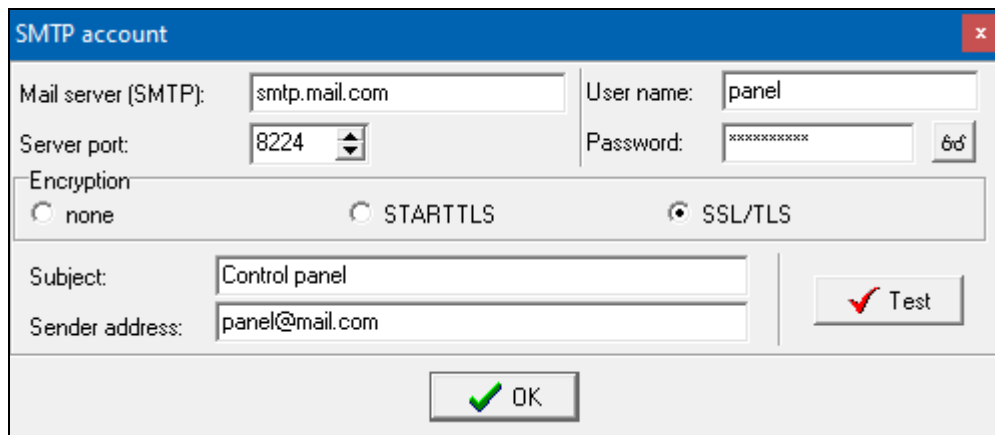 SMTP account
x
Mail server (SMTP): smtp.mail.com User name: panel
Server port: 8224 Password: **********
Encryption
none STARTTLS SSL/TLS
Subject: Control panel
Sender address: panel@mail.com
Test
OK